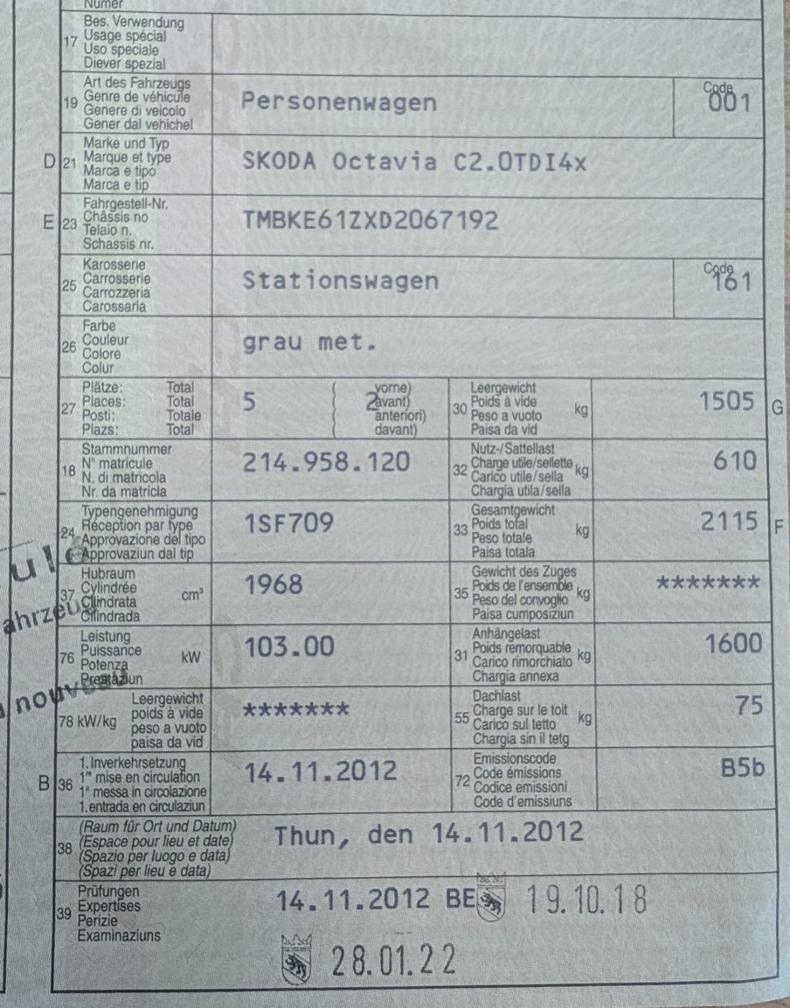 Numer
17 Bes. Verwendung
Usage spécial
Uso speciale
Diever spezial
19 Art des Fahrzeugs
Genre de véhicule
Genere di veicolo
Gener dal vehichel
Personenwagen
Code
001
D 21 Marke und Typ
Marque et type
Marca e tipo
Marca e tip
SKODA Octavia C2.0TDI4x
E 23 Fahrgestell-Nr.
Châssis no
Telaio n.
Schassis nr.
TMBKE61ZXD2067192
25 Karosserie
Carrosserie
Carrozzeria
Carossaria
Stationswagen
Code
161
26 Farbe
Couleur
Colore
Colur
grau met.
27 Plätze: Total
Places: Total
Posti: Totale
Plazs: Total
5 ( 2 vorne)
avant)
anteriori)
davant)
30 Leergewicht
Poids à vide
Peso a vuoto
Paisa da vid
kg 1505 G
18 Stammnummer
N° matricule
N. di matricola
Nr. da matricla
214.958.120
32 Nutz-/Sattellast
Charge utile/sellette
Carico utile/sella
Chargia utila/sella
kg 610
24 Typengenehmigung
Réception par type
Approvazione del tipo
Approvaziun dal tip
1SF709
33 Gesamtgewicht
Poids total
Peso totale
Paisa totala
kg 2115 F
37 Hubraum
Cylindrée
Cilindrata
Cilindrada
cm³ 1968
35 Gewicht des Zuges
Poids de l'ensemble
Peso del convoglio
Paisa cumposiziun
kg *******
76 Leistung
Puissance
Potenza
Prestaziun
kW 103.00
31 Anhängelast
Poids remorquable
Carico rimorchiato
Chargia annexa
kg 1600
78 kW/kg Leergewicht
poids à vide
peso a vuoto
paisa da vid
*******
55 Dachlast
Charge sur le toit
Carico sul tetto
Chargia sin il tetg
kg 75
B 36 1. Inverkehrsetzung
1re mise en circulation
1a messa in circolazione
1. entrada en circulaziun
14.11.2012
72 Emissionscode
Code émissions
Codice emissioni
Code d'emissiuns
B5b
38 (Raum für Ort und Datum)
(Espace pour lieu et date)
(Spazio per luogo e data)
(Spazi per lieu e data)
Thun, den 14.11.2012
39 Prüfungen
Expertises
Perizie
Examinaziuns
14.11.2012 BE 19.10.18
28.01.22